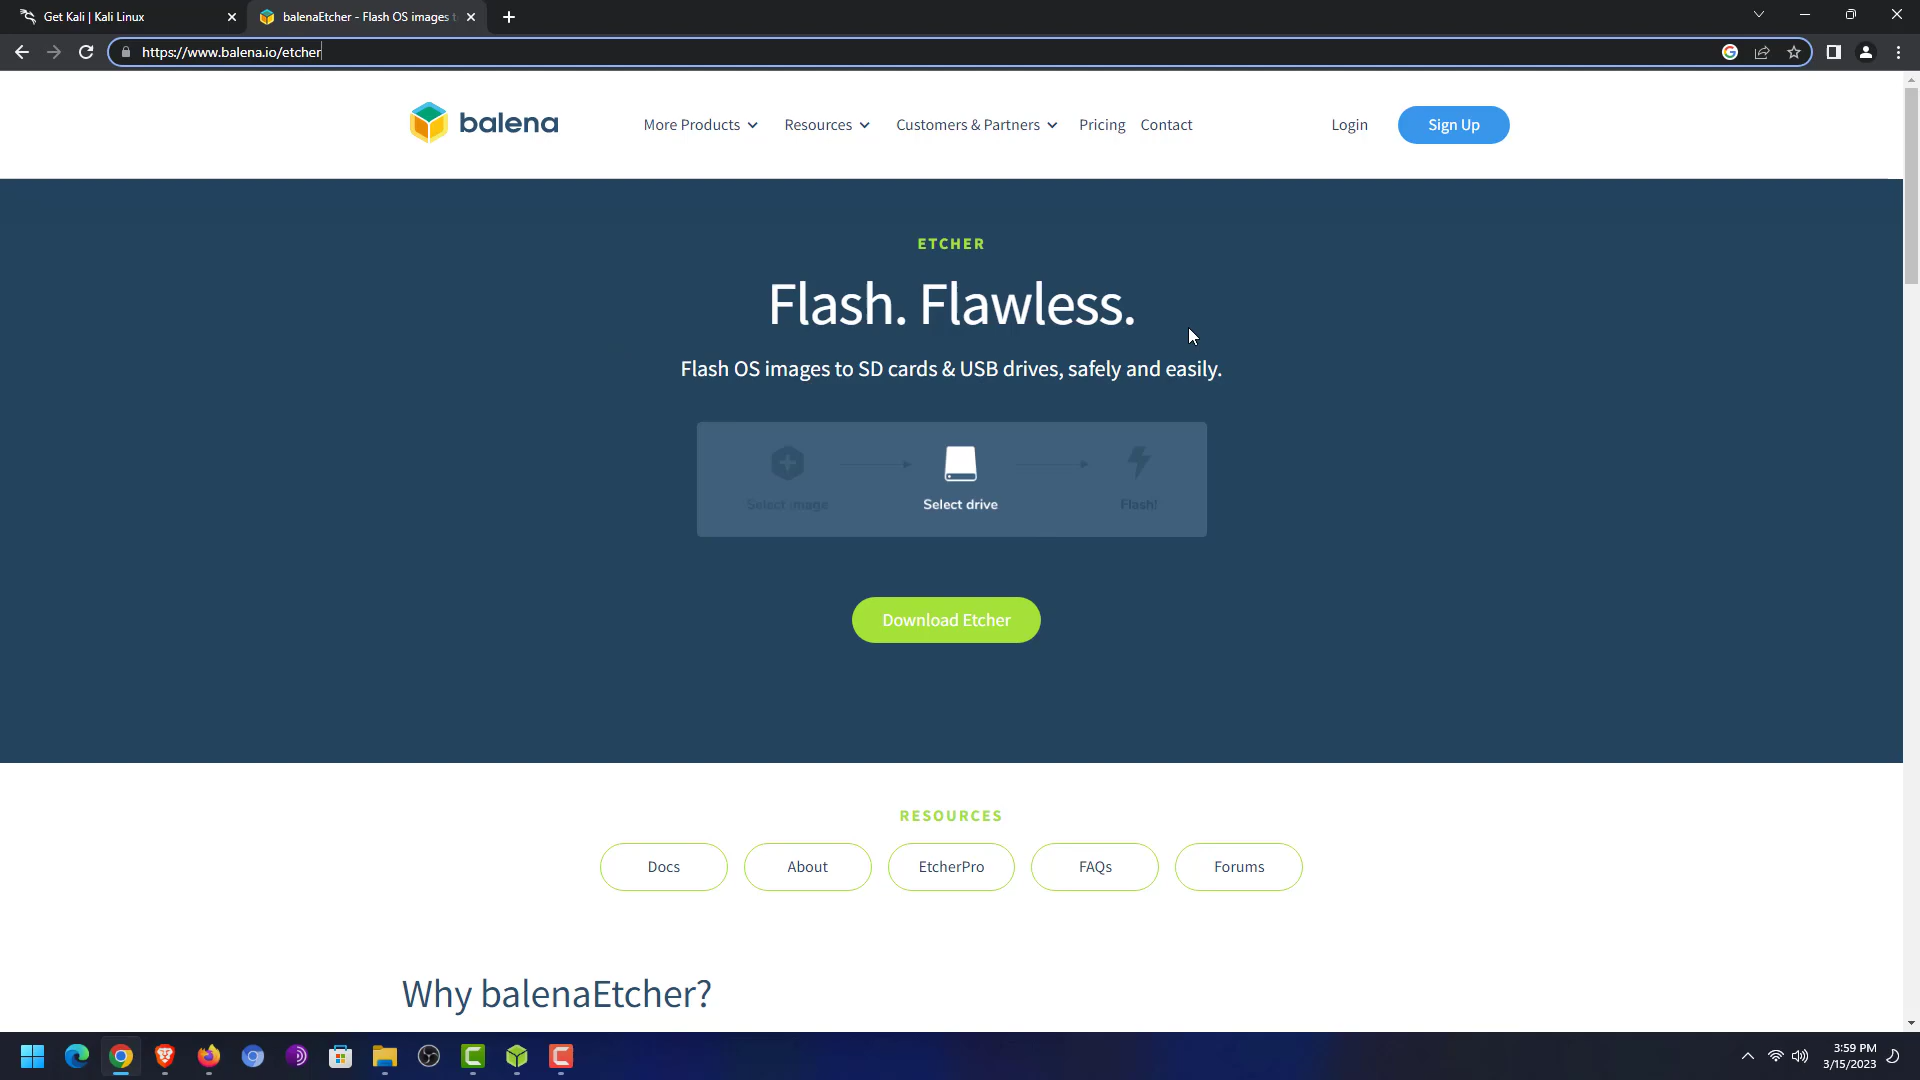 Get Kali | Kali Linux
balenaEtcher - Flash OS images to
https://www.balena.io/etcher
balena
More Products
Resources
Customers & Partners
Pricing
Contact
Login
Sign Up
ETCHER
Flash. Flawless.
Flash OS images to SD cards & USB drives, safely and easily.
Select image
Select drive
Flash!
Download Etcher
RESOURCES
Docs
About
EtcherPro
FAQs
Forums
Why balenaEtcher?
3:59 PM
3/15/2023